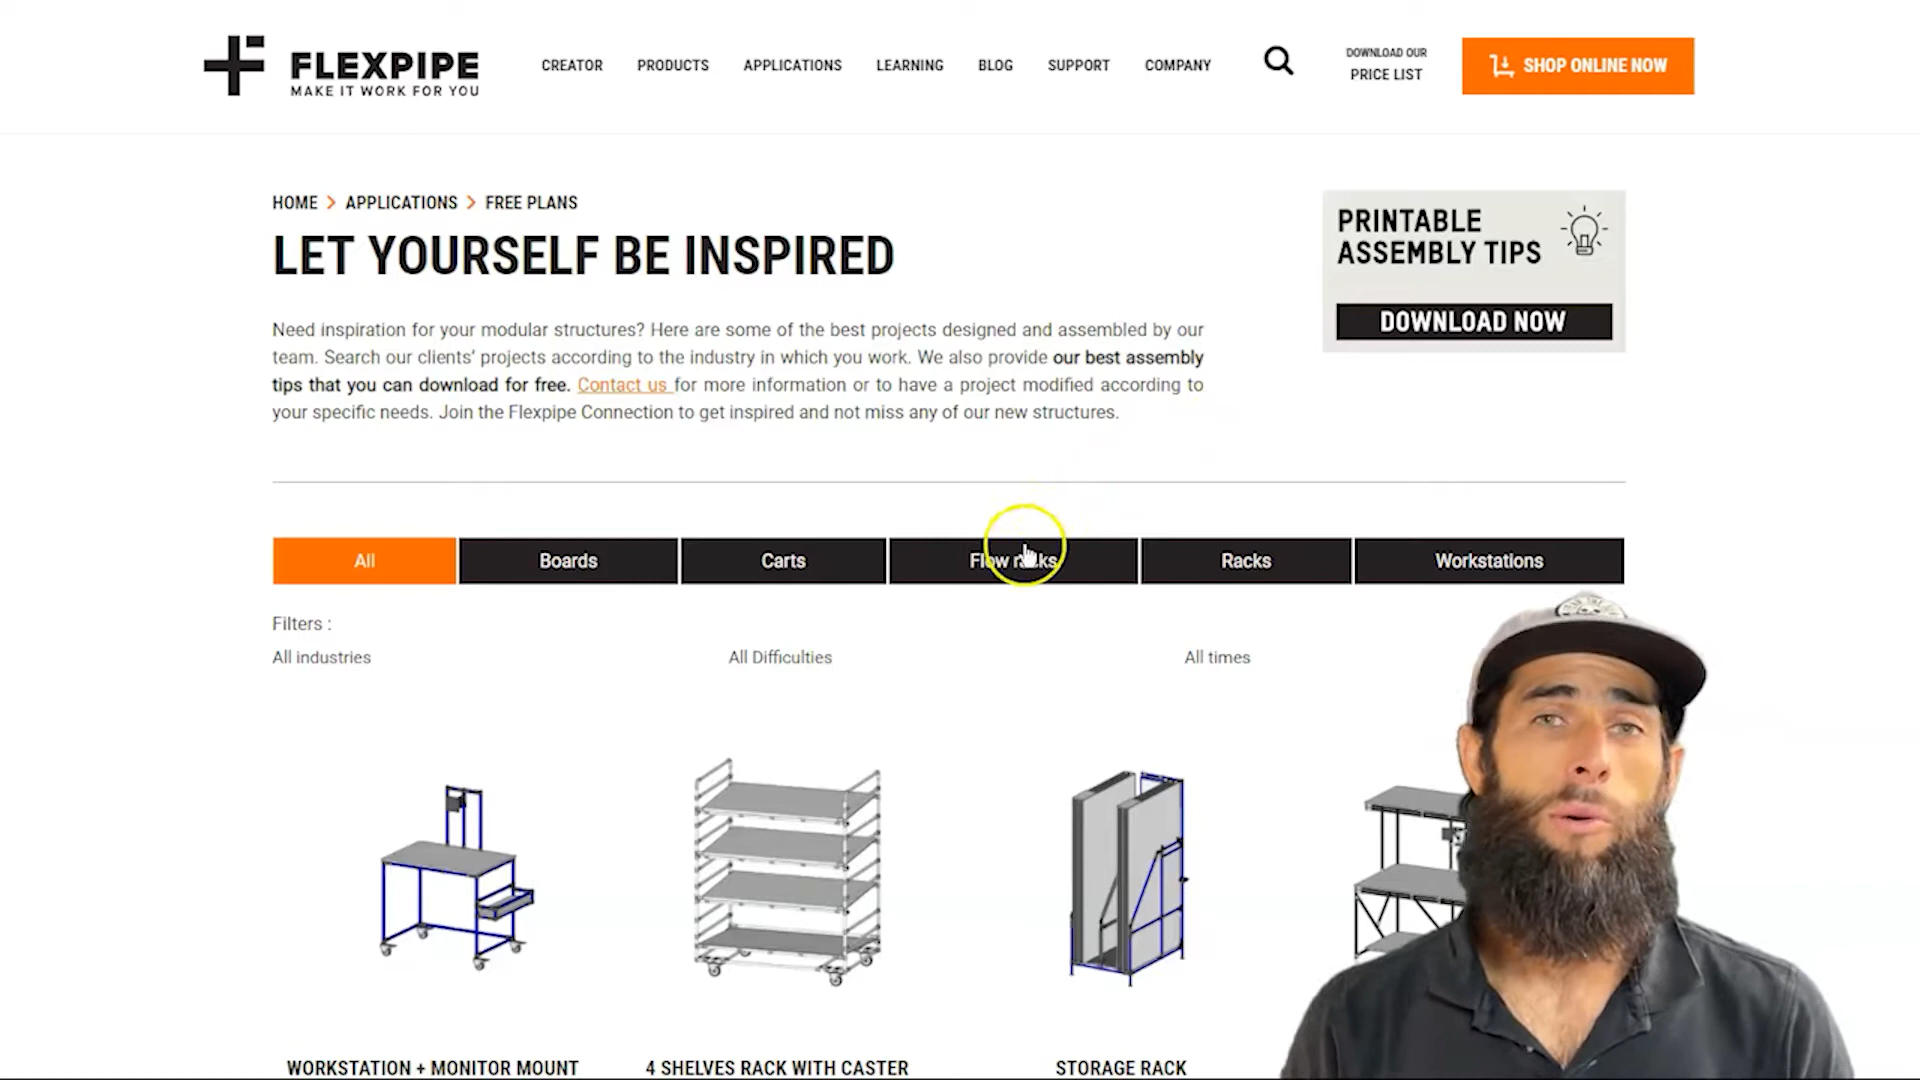 FLEXPIPE
MAKE IT WORK FOR YOU
CREATOR
PRODUCTS
APPLICATIONS
LEARNING
BLOG
SUPPORT
COMPANY
DOWNLOAD OUR
PRICE LIST
SHOP ONLINE NOW
HOME > APPLICATIONS > FREE PLANS
LET YOURSELF BE INSPIRED
Need inspiration for your modular structures? Here are some of the best projects designed and assembled by our
team. Search our clients' projects according to the industry in which you work. We also provide our best assembly
tips that you can download for free. Contact us for more information or to have a project modified according to
your specific needs. Join the Flexpipe Connection to get inspired and not miss any of our new structures.
PRINTABLE
ASSEMBLY TIPS
DOWNLOAD NOW
All
Boards
Carts
Flow racks
Racks
Workstations
Filters :
All industries
All Difficulties
All times
WORKSTATION + MONITOR MOUNT
4 SHELVES RACK WITH CASTER
STORAGE RACK